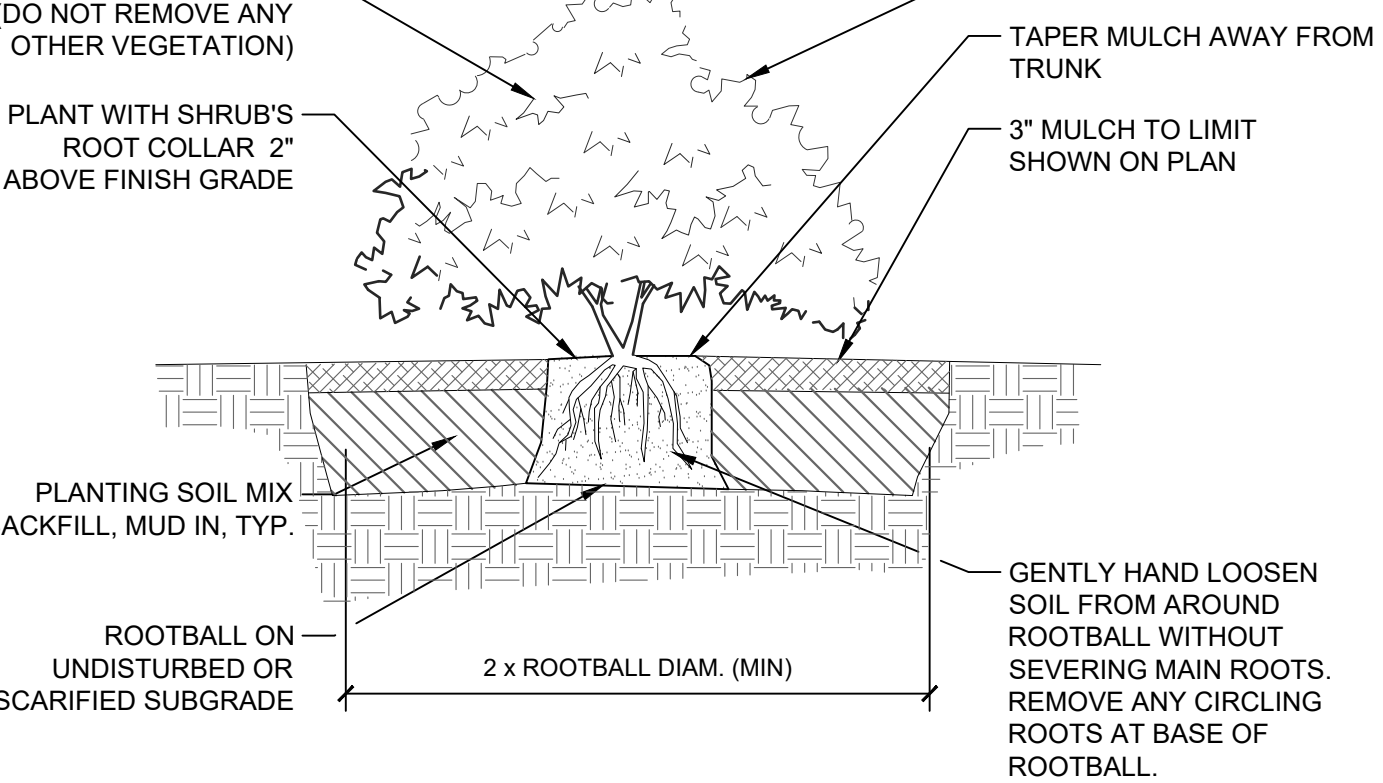 (DO NOT REMOVE ANY
OTHER VEGETATION)
PLANT WITH SHRUB'S
ROOT COLLAR 2"
ABOVE FINISH GRADE
PLANTING SOIL MIX
ACKFILL, MUD IN, TYP.
ROOTBALL ON
UNDISTURBED OR
SCARIFIED SUBGRADE
2 x ROOTBALL DIAM. (MIN)
TAPER MULCH AWAY FROM
TRUNK
3" MULCH TO LIMIT
SHOWN ON PLAN
GENTLY HAND LOOSEN
SOIL FROM AROUND
ROOTBALL WITHOUT
SEVERING MAIN ROOTS.
REMOVE ANY CIRCLING
ROOTS AT BASE OF
ROOTBALL.